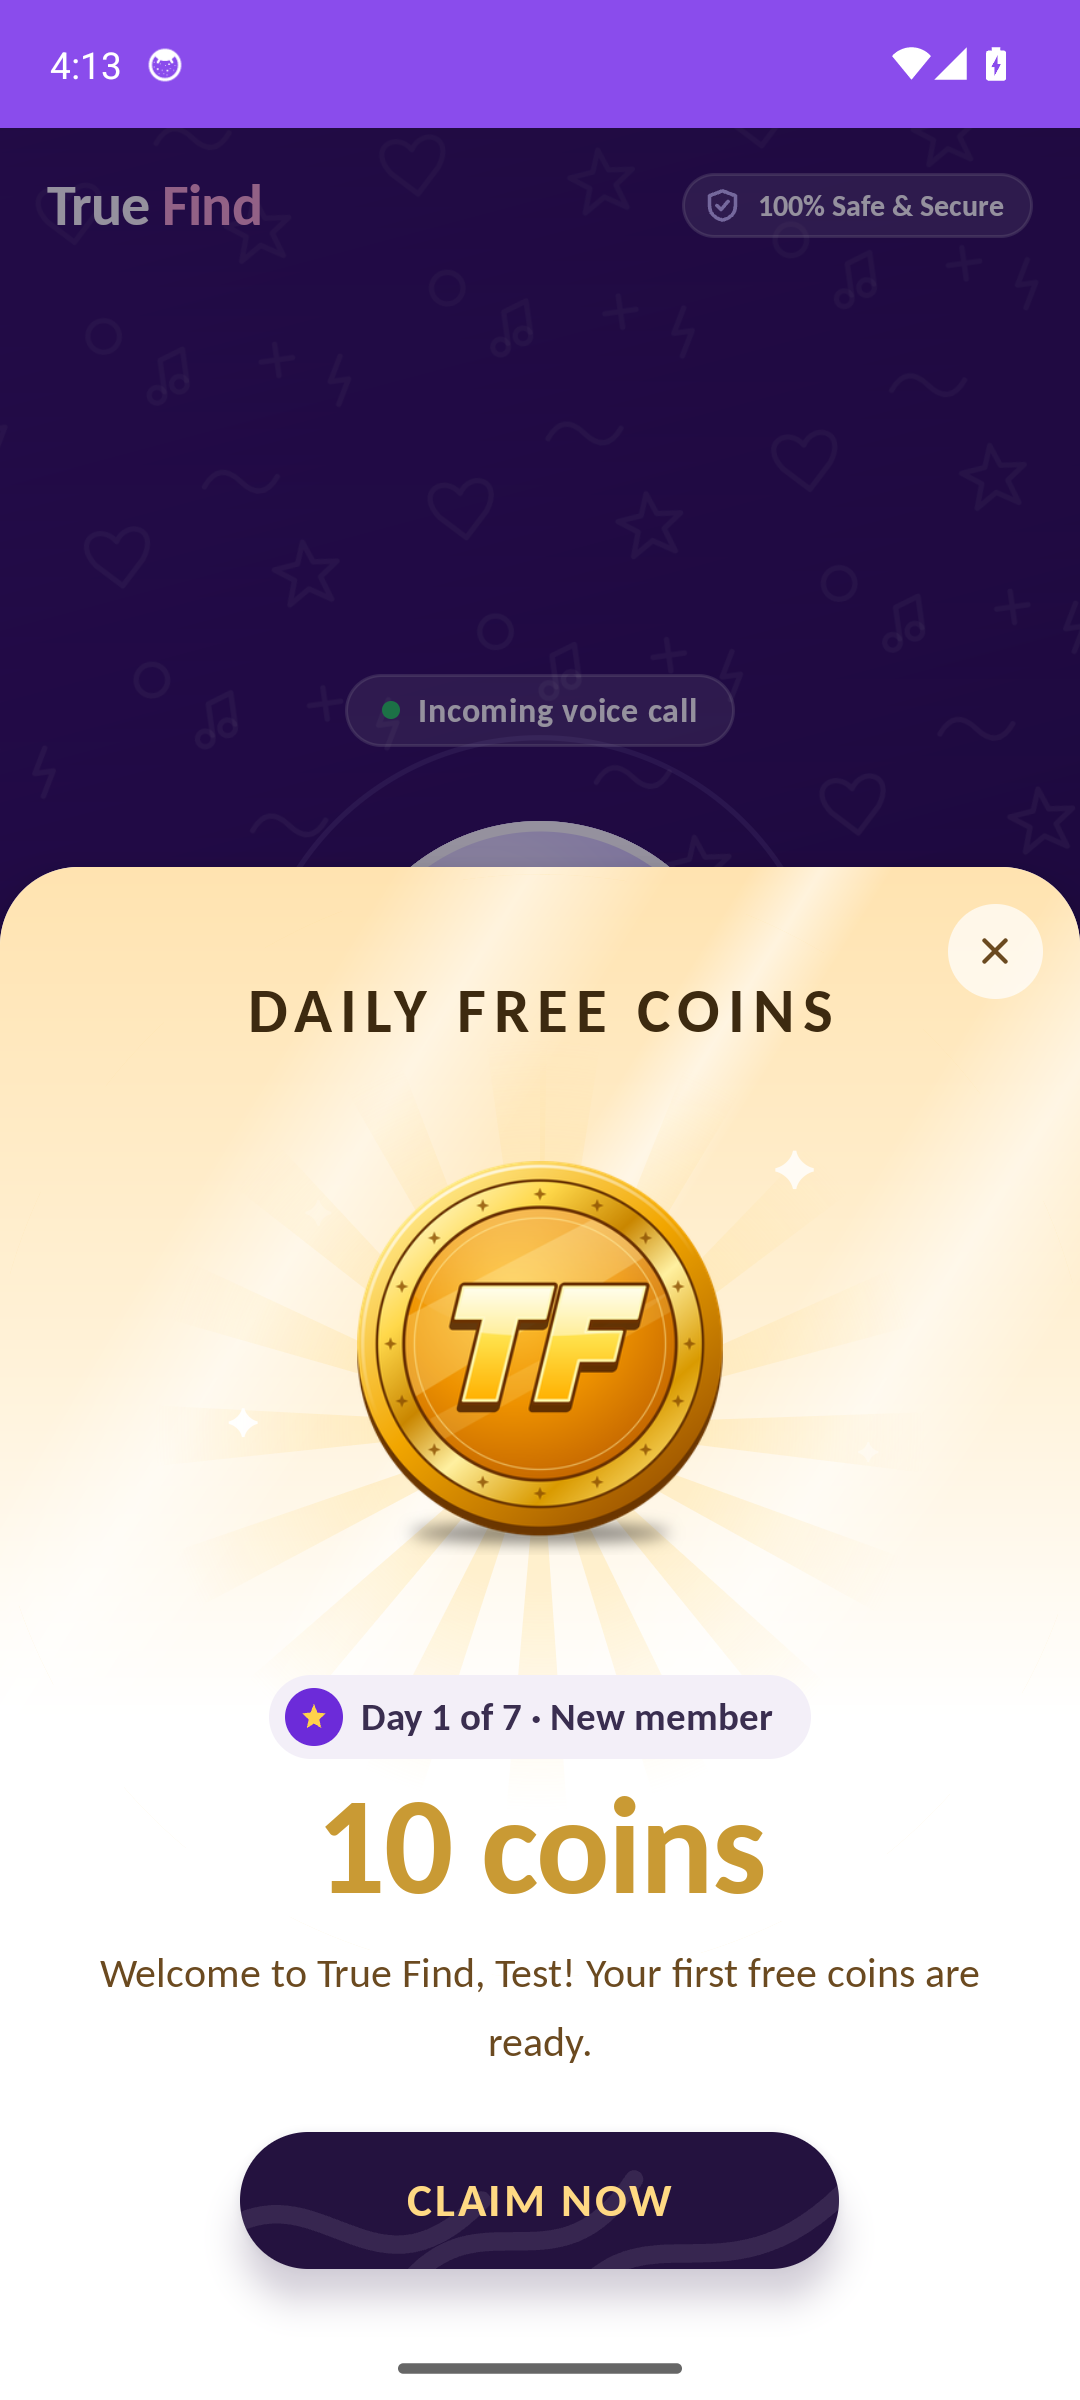 4:13
True Find
100% Safe & Secure
Incoming voice call
DAILY FREE COINS
TF
Day 1 of 7 · New member
10 coins
Welcome to True Find, Test! Your first free coins are
ready.
CLAIM NOW